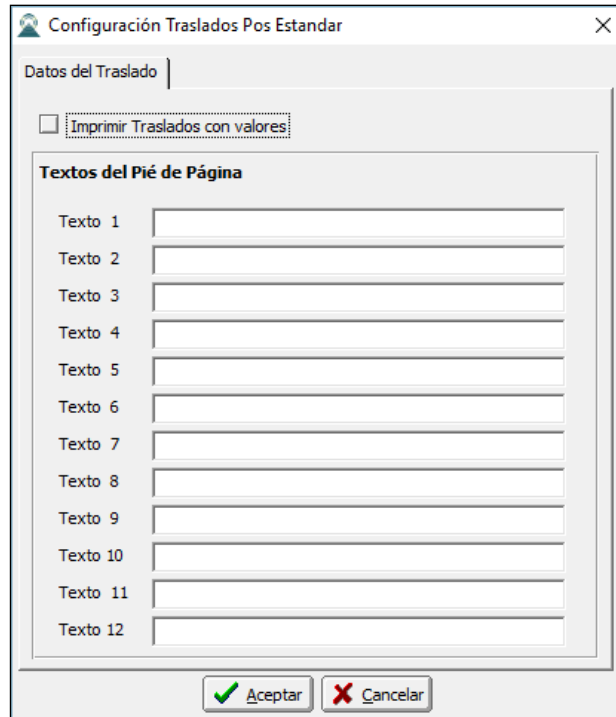 Configuración Traslados Pos Estandar
Datos del Traslado
Imprimir Traslados con valores
Textos del Pié de Página
Texto 1
Texto 2
Texto 3
Texto 4
Texto 5
Texto 6
Texto 7
Texto 8
Texto 9
Texto 10
Texto 11
Texto 12
Aceptar Cancelar